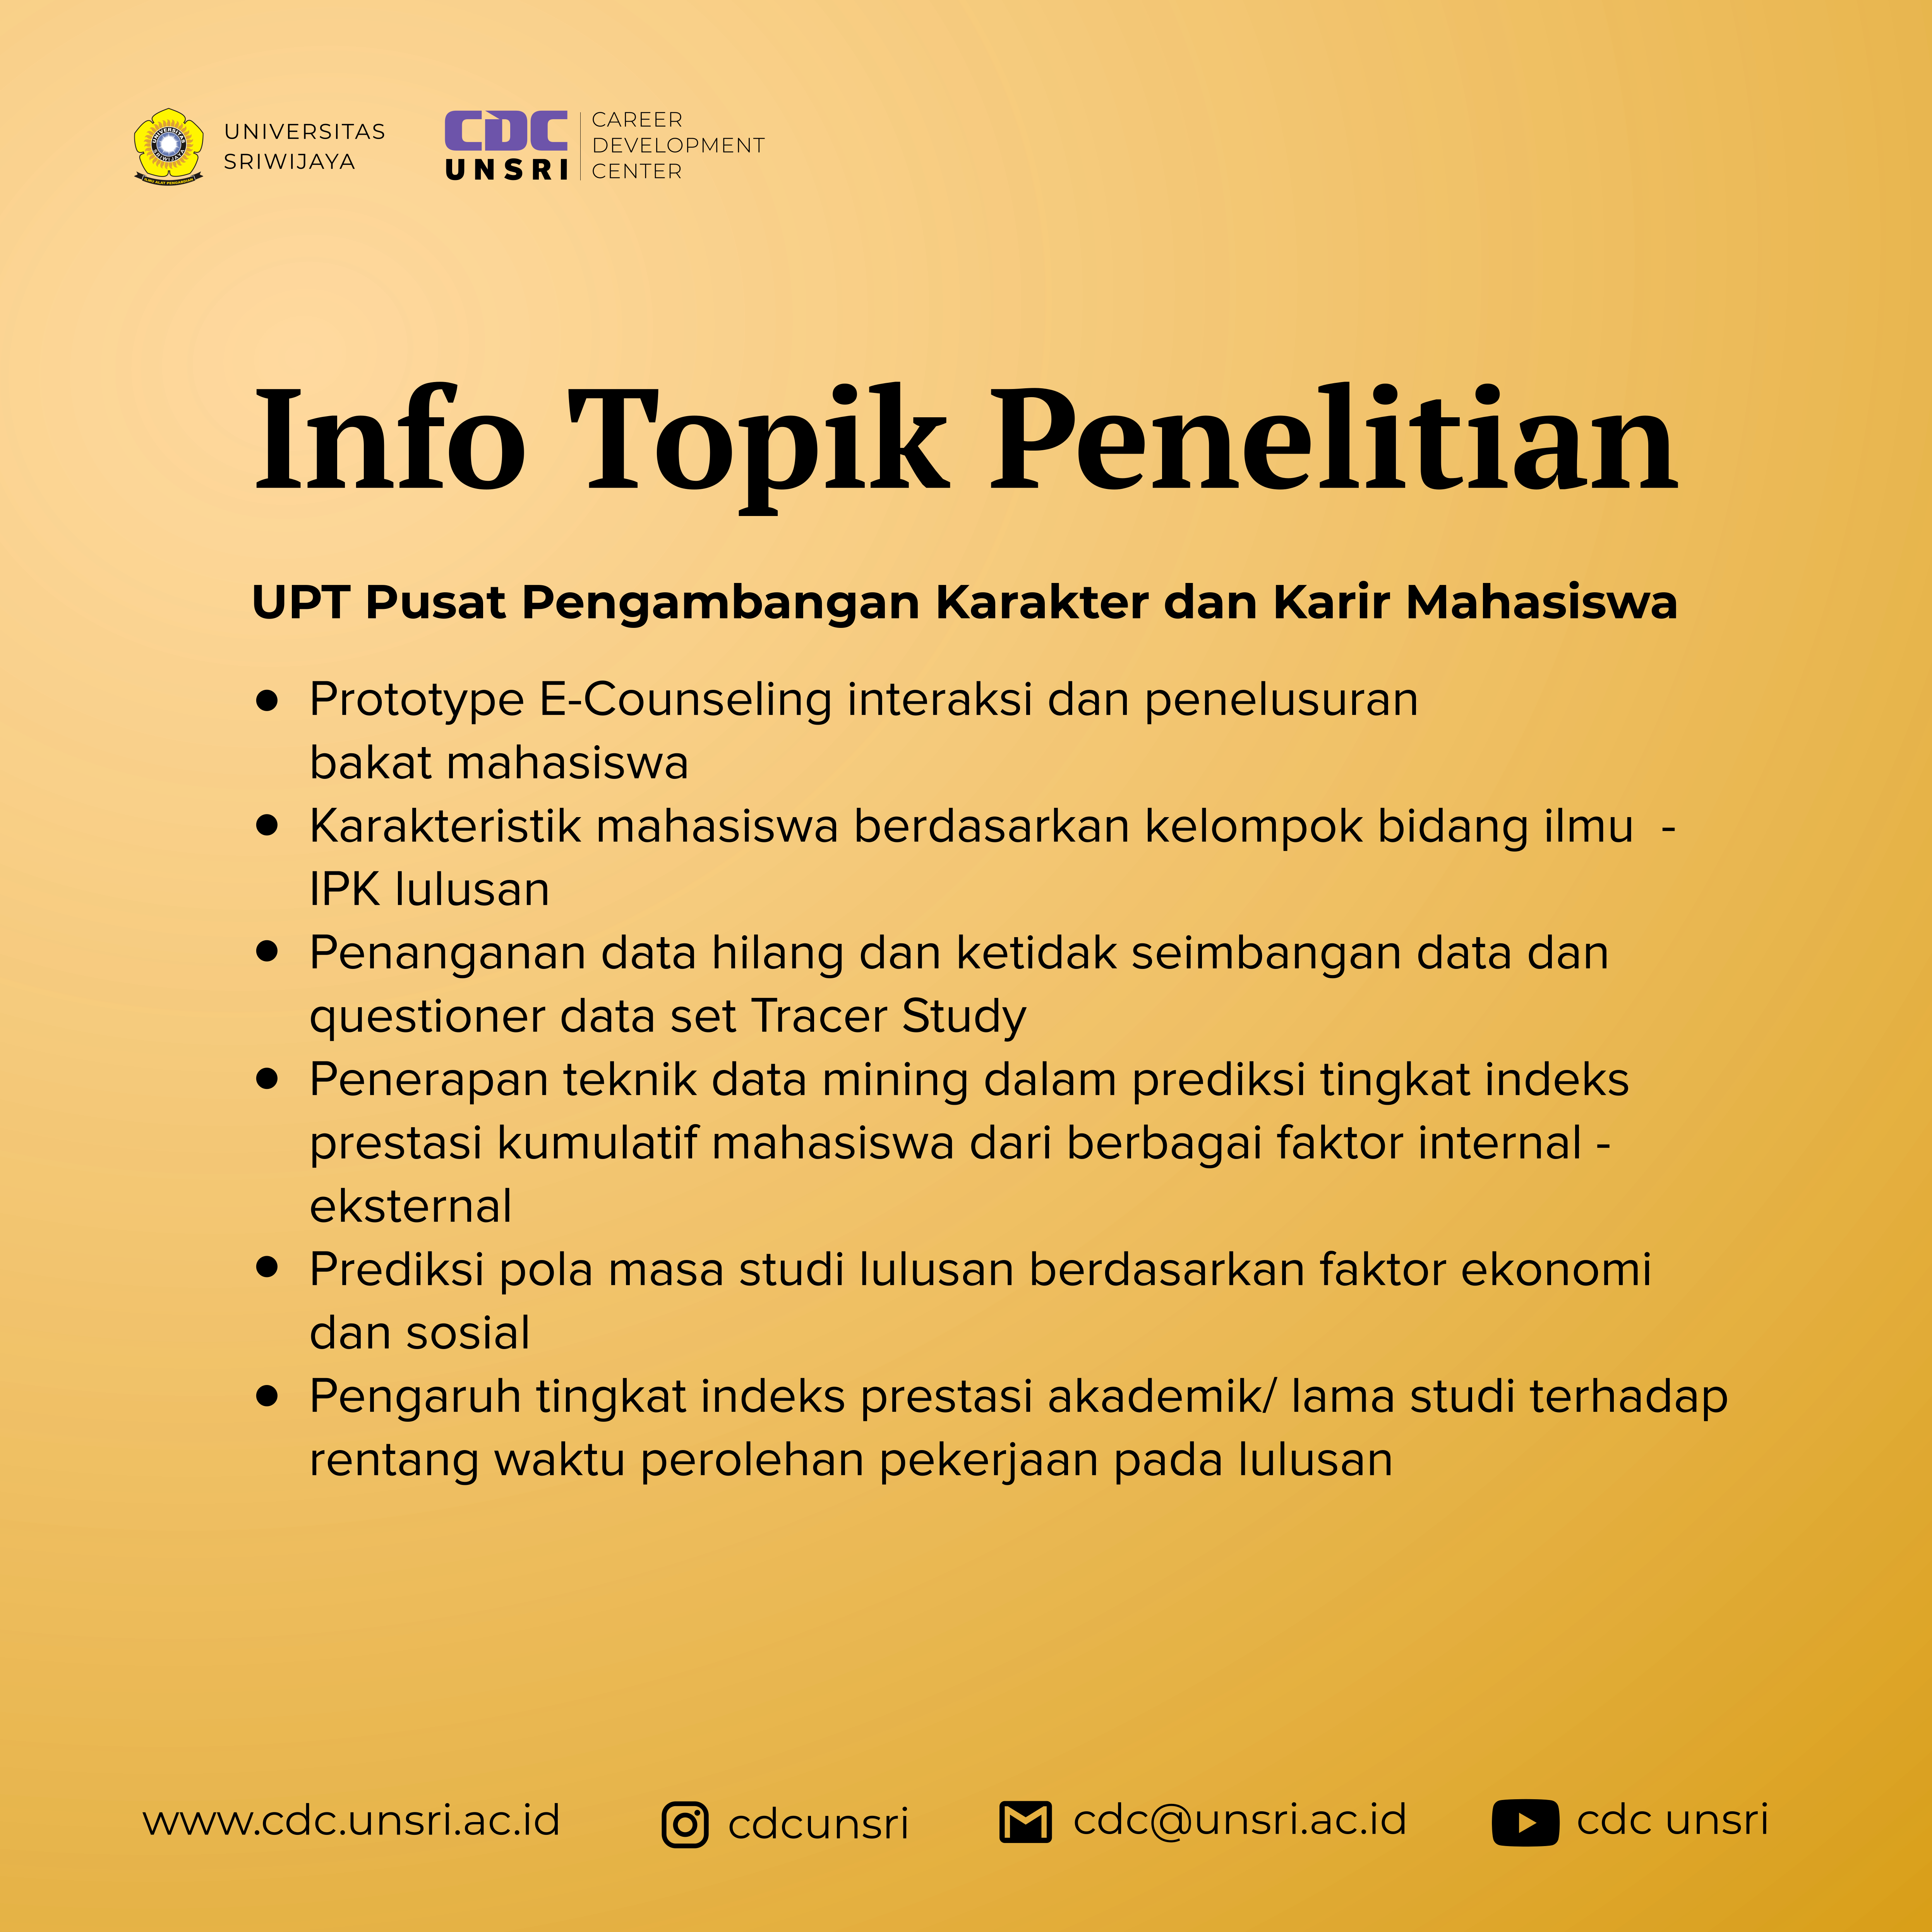 UNIVERSITAS
SRIWIJAYA
CDC
UNSRI
CAREER
DEVELOPMENT
CENTER
Info Topik Penelitian
UPT Pusat Pengambangan Karakter dan Karir Mahasiswa
● Prototype E-Counseling interaksi dan penelusuran
bakat mahasiswa
● Karakteristik mahasiswa berdasarkan kelompok bidang ilmu  -
IPK lulusan
● Penanganan data hilang dan ketidak seimbangan data dan
questioner data set Tracer Study
● Penerapan teknik data mining dalam prediksi tingkat indeks
prestasi kumulatif mahasiswa dari berbagai faktor internal -
eksternal
● Prediksi pola masa studi lulusan berdasarkan faktor ekonomi
dan sosial
● Pengaruh tingkat indeks prestasi akademik/ lama studi terhadap
rentang waktu perolehan pekerjaan pada lulusan
www.cdc.unsri.ac.id
cdcunsri
cdc@unsri.ac.id
cdc unsri